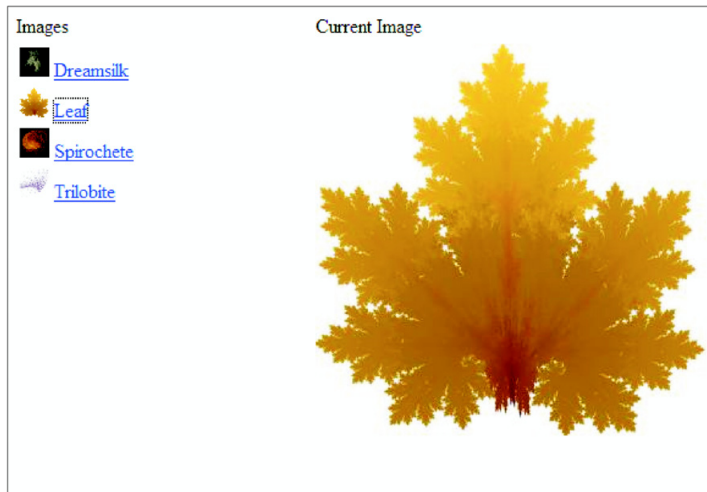 Images
Current Image
Dreamsilk
Leaf
Spirochete
Trilobite